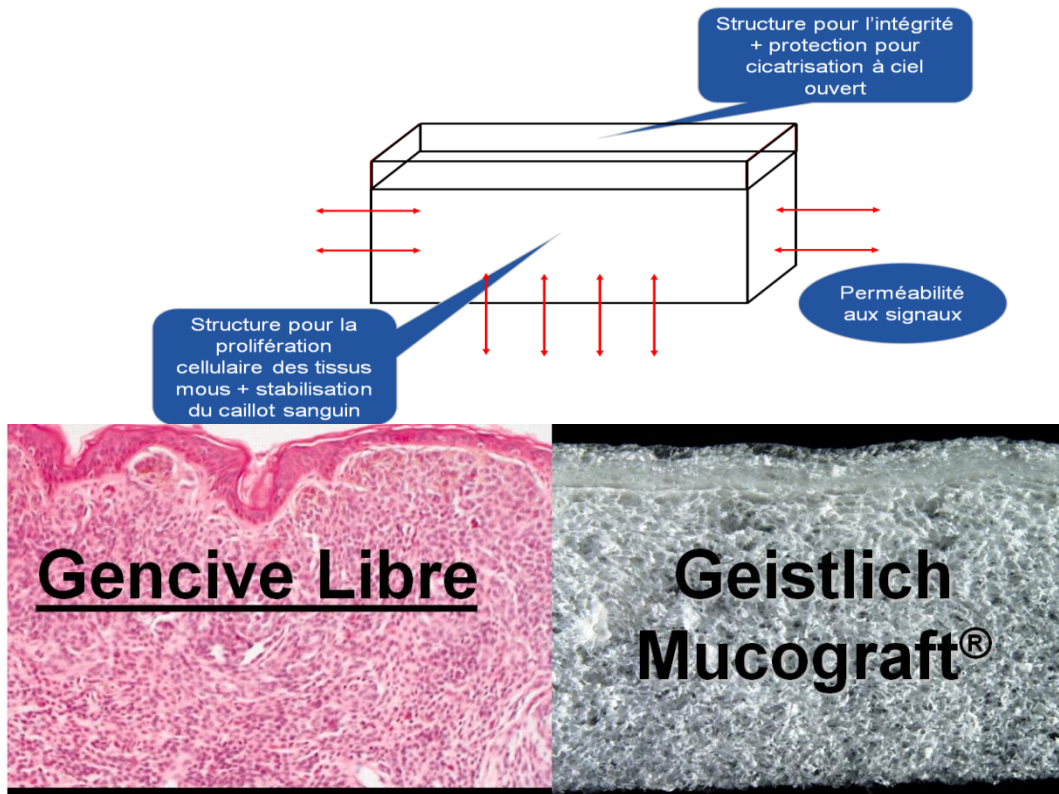 Structure pour l'intégrité
+ protection pour
cicatrisation à ciel
ouvert
Perméabilité
aux signaux
Structure pour la
prolifération
cellulaire des tissus
mous + stabilisation
du caillot sanguin
Gencive Libre
Geistlich
Mucograft®